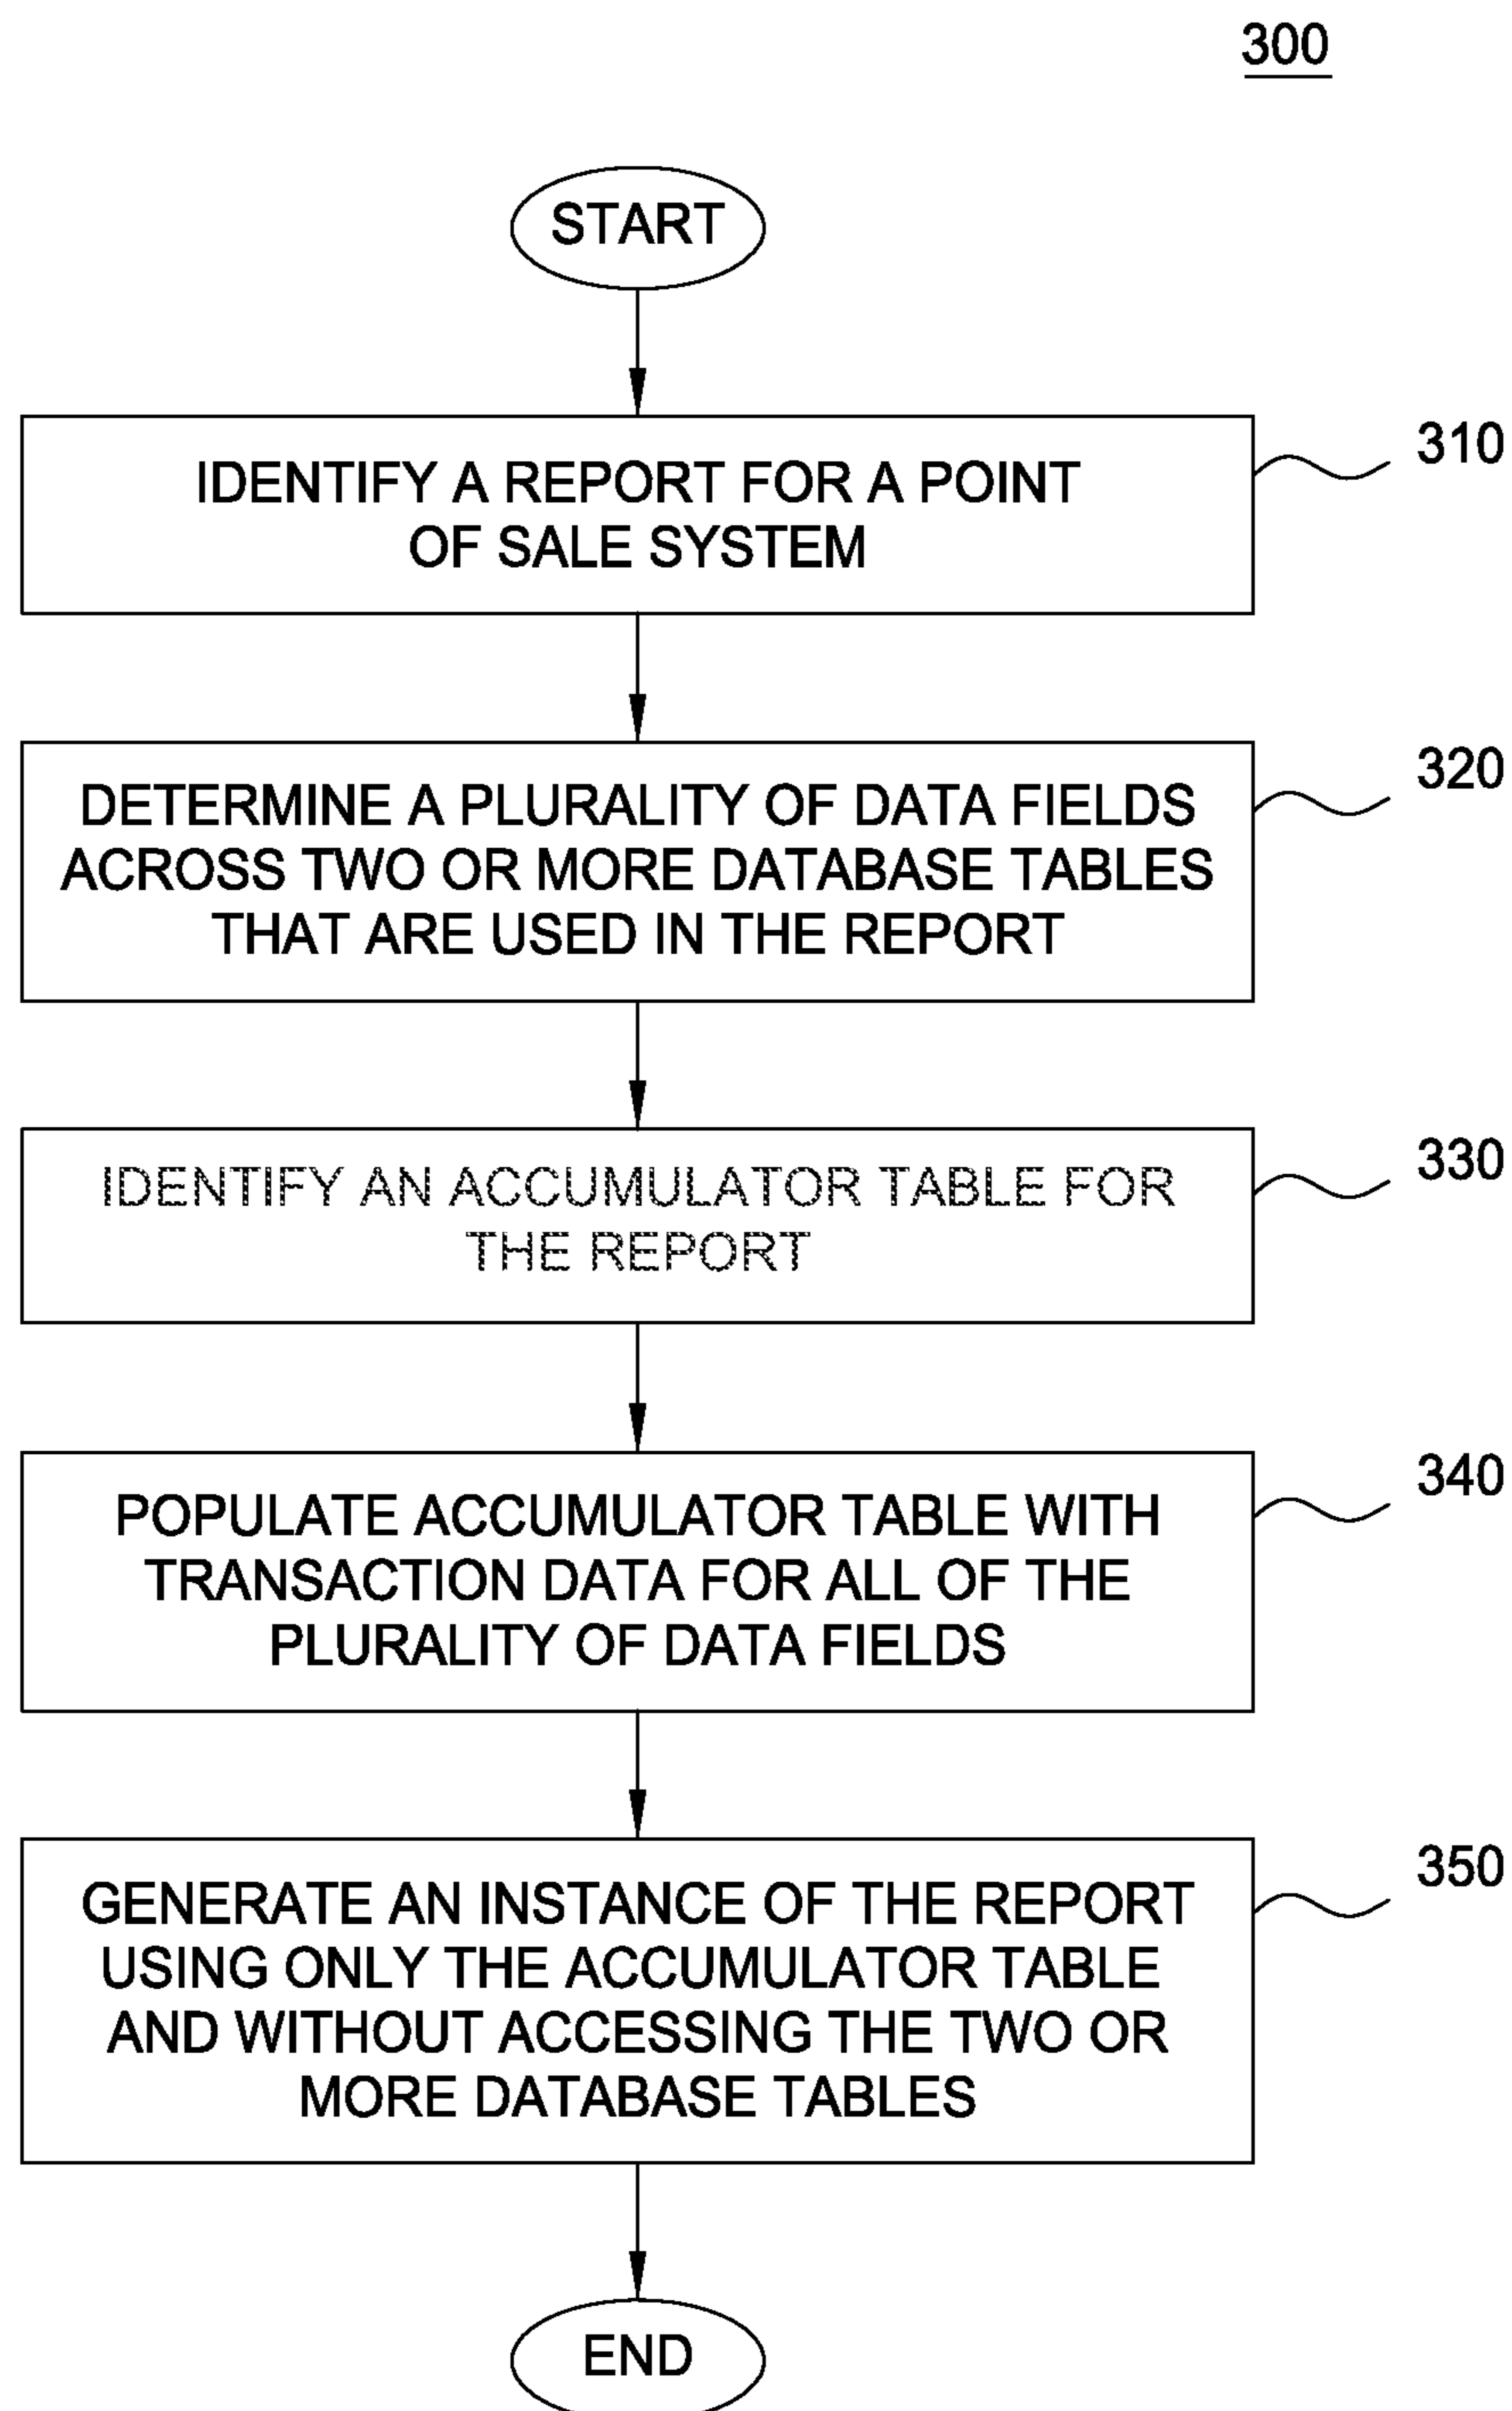 300
START
IDENTIFY A REPORT FOR A POINT
OF SALE SYSTEM
310
DETERMINE A PLURALITY OF DATA FIELDS
ACROSS TWO OR MORE DATABASE TABLES
THAT ARE USED IN THE REPORT
320
IDENTIFY AN ACCUMULATOR TABLE FOR
THE REPORT
330
POPULATE ACCUMULATOR TABLE WITH
TRANSACTION DATA FOR ALL OF THE
PLURALITY OF DATA FIELDS
340
GENERATE AN INSTANCE OF THE REPORT
USING ONLY THE ACCUMULATOR TABLE
AND WITHOUT ACCESSING THE TWO OR
MORE DATABASE TABLES
350
END